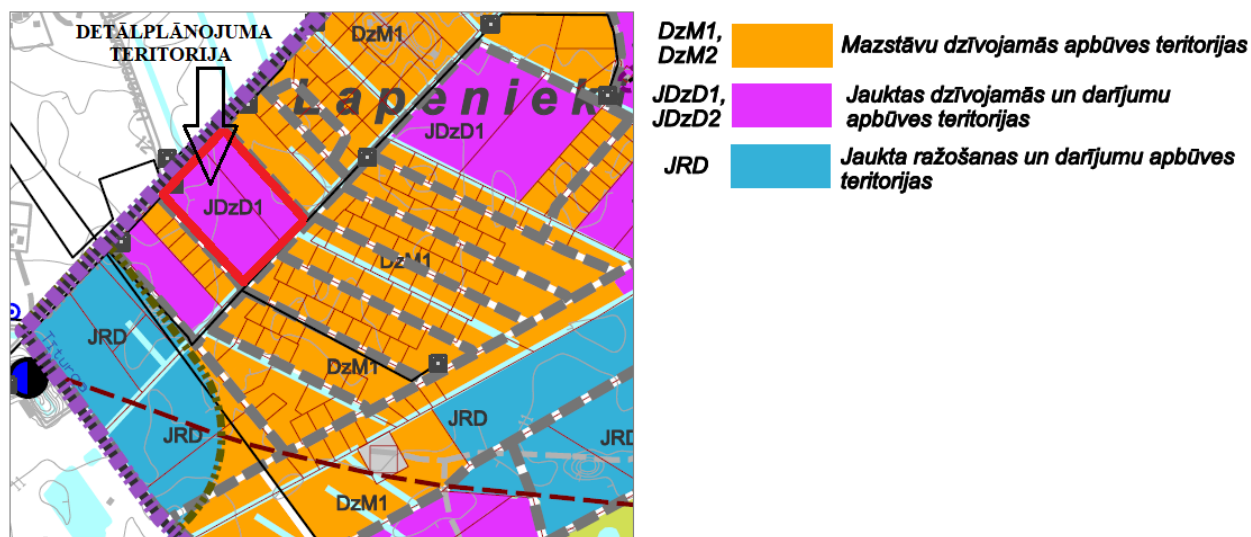 DETĀLPLĀNOJUMA
TERITORIJA
DzM1
Lapeniek
JDzD1
JDzD1
DzM1
JRD
DzM1
JRD
JRD
JRD
DzM1
Titurga
DzM1,
DzM2
Mazstāvu dzīvojamās apbūves teritorijas
JDzD1,
JDzD2
Jauktas dzīvojamās un darījumu
apbūves teritorijas
JRD
Jaukta ražošanas un darījumu apbūves
teritorijas